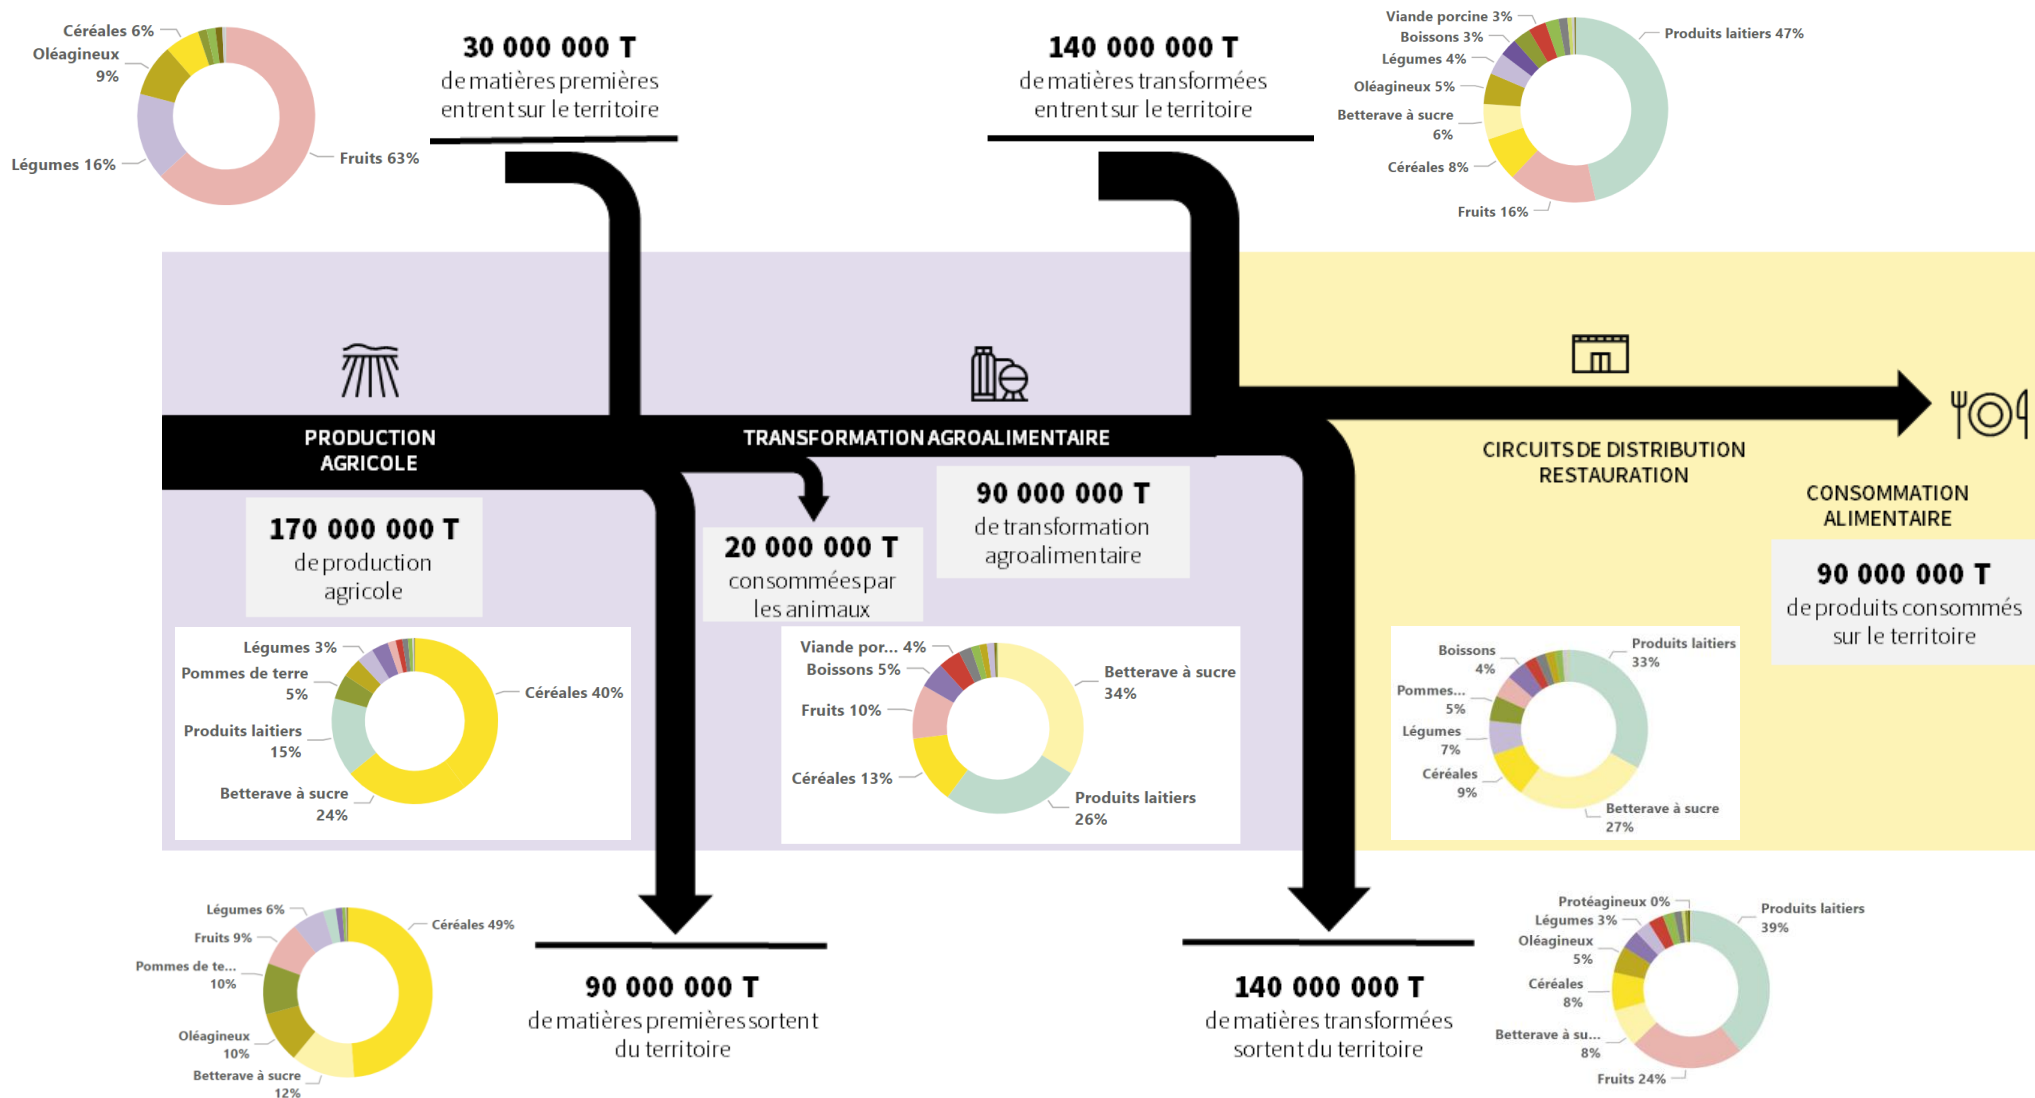 Céréales 6%
Oléagineux
9%
Légumes 16%
Fruits 63%
30 000 000 T
de matières premières
entrent sur le territoire
140 000 000 T
de matières transformées
entrent sur le territoire
Viande porcine 3%
Boissons 3%
Légumes 4%
Oléagineux 5%
Betterave à sucre
6%
Céréales 8%
Fruits 16%
Produits laitiers 47%
PRODUCTION
AGRICOLE
TRANSFORMATION AGROALIMENTAIRE
CIRCUITS DE DISTRIBUTION
RESTAURATION
CONSOMMATION
ALIMENTAIRE
170 000 000 T
de production
agricole
20 000 000 T
consommées par
les animaux
90 000 000 T
de transformation
agroalimentaire
90 000 000 T
de produits consommés
sur le territoire
Légumes 3%
Pommes de terre
5%
Produits laitiers
15%
Betterave à sucre
24%
Céréales 40%
Viande por... 4%
Boissons 5%
Fruits 10%
Céréales 13%
Betterave à sucre
34%
Produits laitiers
26%
Boissons
4%
Pommes...
5%
Légumes
7%
Céréales
9%
Produits laitiers
33%
Betterave à sucre
27%
Légumes 6%
Fruits 9%
Pommes de te...
10%
Oléagineux
10%
Betterave à sucre
12%
Céréales 49%
90 000 000 T
de matières premières sortent
du territoire
140 000 000 T
de matières transformées
sortent du territoire
Protéagineux 0%
Légumes 3%
Oléagineux
5%
Céréales
8%
Betterave à su...
8%
Fruits 24%
Produits laitiers
39%